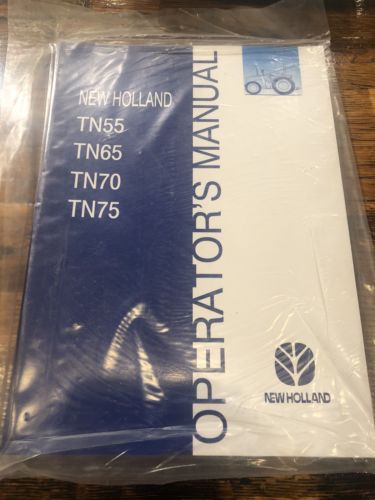 NEW HOLLAND
TN55
TN65
TN70
TN75
OPERATOR'S MANUAL
NEW HOLLAND